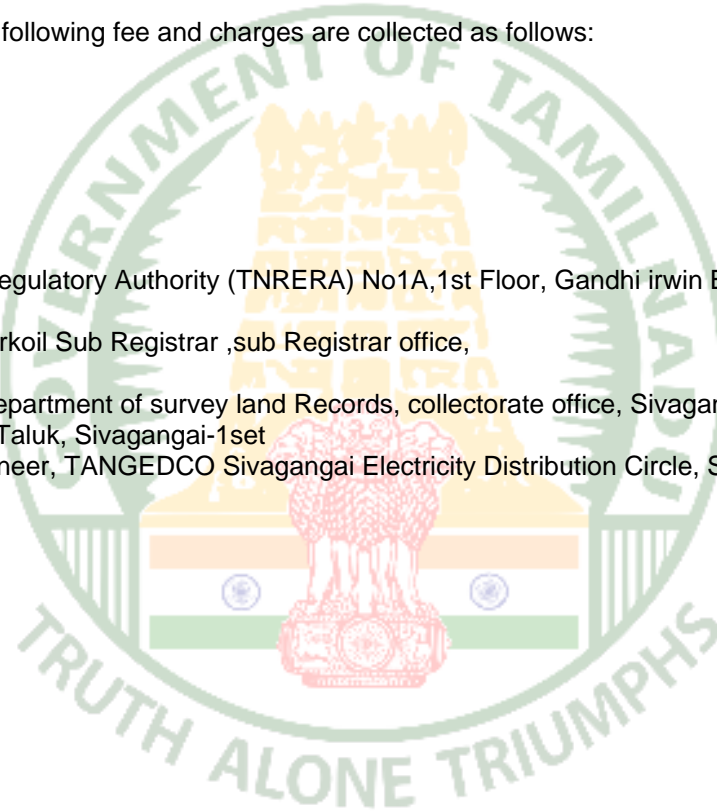 following fee and charges are collected as follows:
egulatory Authority (TNRERA) No1A,1st Floor, Gandhi irwin
rkoil Sub Registrar ,sub Registrar office,
epartment of survey land Records, collectorate office,
Taluk, Sivagangai-1set
neer, TANGEDCO Sivagangai Electricity Distribution Circle,
GOVERNMENT OF TAMIL NADU
TRUTH ALONE TRIUMPHS